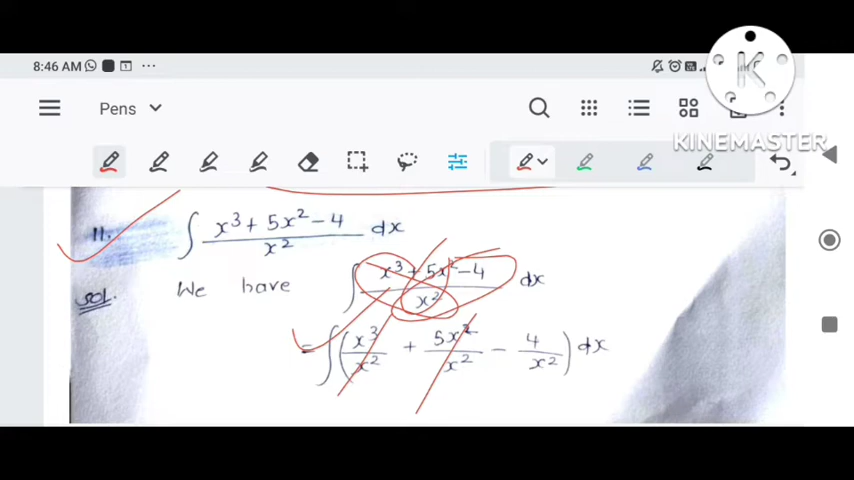 8:46 AM
Pens
KINEMASTER
11. ∫ x³ + 5x² - 4 / x² dx
Sol. We have ∫ x³ + 5x² - 4 / x² dx
= ∫ ( x³ / x² + 5x² / x² - 4 / x² ) dx